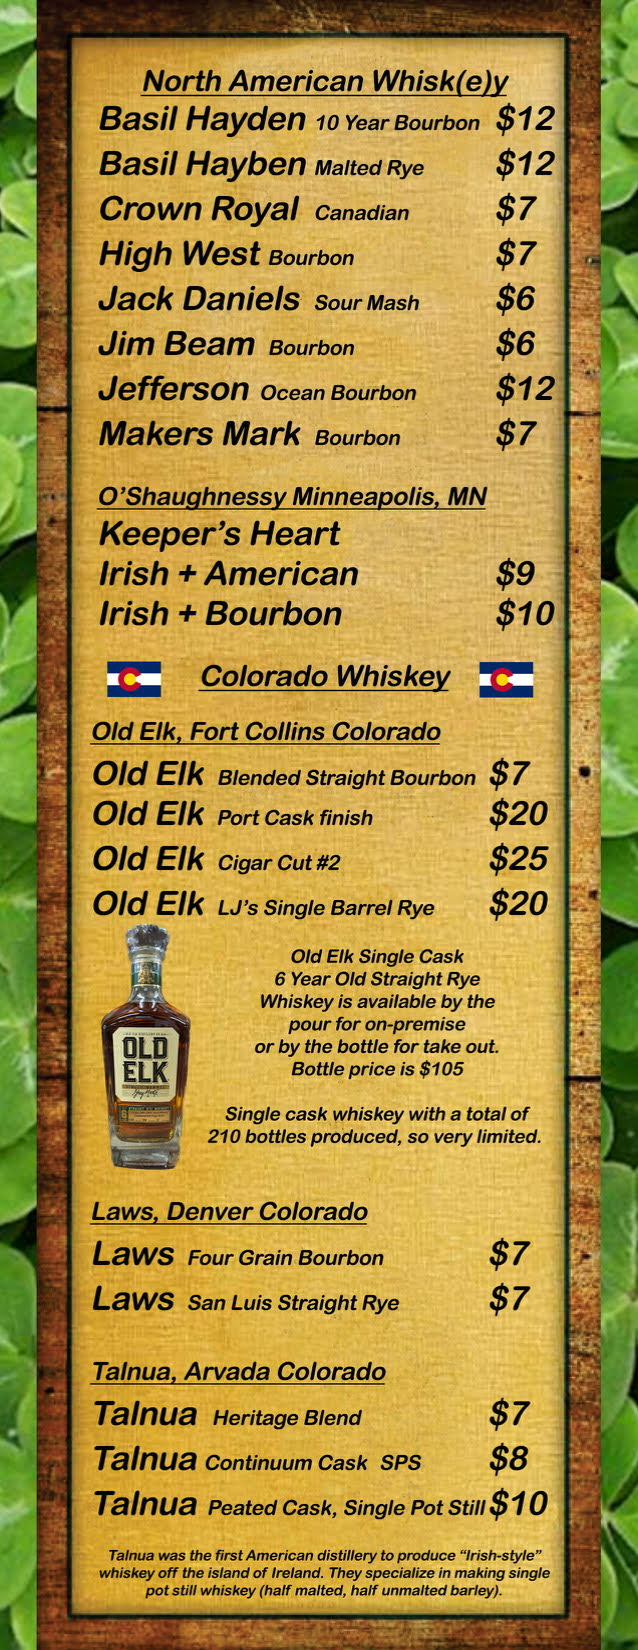 North American Whisk(e)y
Basil Hayden 10 Year Bourbon $12
Basil Hayben Malted Rye $12
Crown Royal Canadian $7
High West Bourbon $7
Jack Daniels Sour Mash $6
Jim Beam Bourbon $6
Jefferson Ocean Bourbon $12
Makers Mark Bourbon $7
O'Shaughnessy Minneapolis, MN
Keeper's Heart
Irish + American $9
Irish + Bourbon $10
Colorado Whiskey
Old Elk, Fort Collins Colorado
Old Elk Blended Straight Bourbon $7
Old Elk Port Cask finish $20
Old Elk Cigar Cut #2 $25
Old Elk LJ's Single Barrel Rye $20
Old Elk Single Cask
6 Year Old Straight Rye
Whiskey is available by the
pour for on-premise
or by the bottle for take out.
Bottle price is $105
OLD
ELK
Single cask whiskey with a total of
210 bottles produced, so very limited.
Laws, Denver Colorado
Laws Four Grain Bourbon $7
Laws San Luis Straight Rye $7
Talnua, Arvada Colorado
Talnua Heritage Blend $7
Talnua Continuum Cask SPS $8
Talnua Peated Cask, Single Pot Still $10
Talnua was the first American distillery to produce "Irish-style"
whiskey off the island of Ireland. They specialize in making single
pot still whiskey (half malted, half unmalted barley).